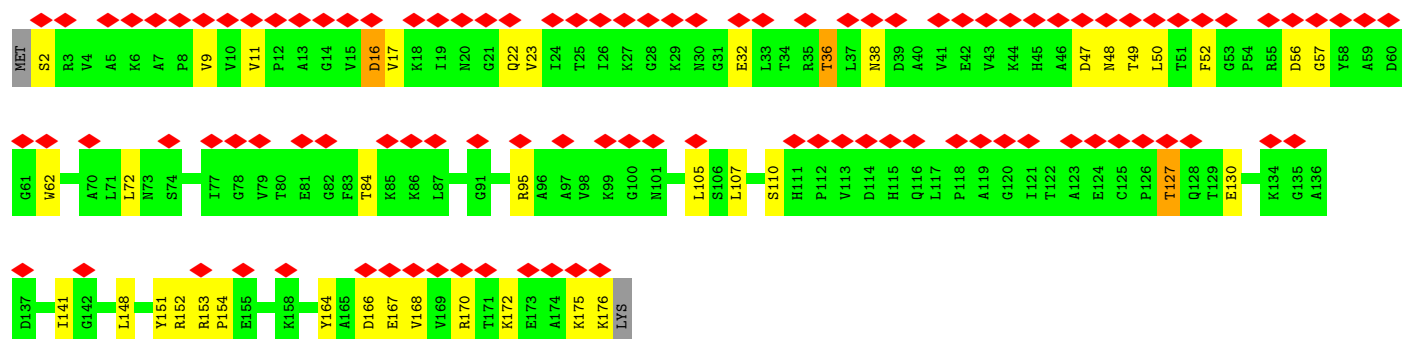 MET S2 R3 V4 A5 K6 A7 P8 V9 V10 V11 P12 A13 G14 V15 D16 V17 K18 I19 N20 G21 Q22 V23 I24 T25 I26 K27 G28 K29 N30 G31 E32 L33 T34 R35 T36 L37 N38 D39 A40 V41 E42 V43 K44 H45 A46 D47 N48 T49 L50 T51 F52 G53 P54 R55 D56 G57 Y58 A59 D60
G61 W62 A70 L71 L72 N73 S74 I77 G78 V79 T80 E81 G82 F83 T84 K85 K86 L87 G91 R95 A96 A97 V98 K99 G100 N101 L105 S106 L107 S110 H111 P112 V113 D114 H115 Q116 L117 P118 A119 G120 I121 T122 A123 E124 C125 P126 T127 Q128 T129 E130 K134 G135 A136
D137 I141 G142 L148 Y151 R152 R153 P154 E155 K158 Y164 A165 D166 E167 V168 V169 R170 T171 K172 E173 A174 K175 K176 LYS